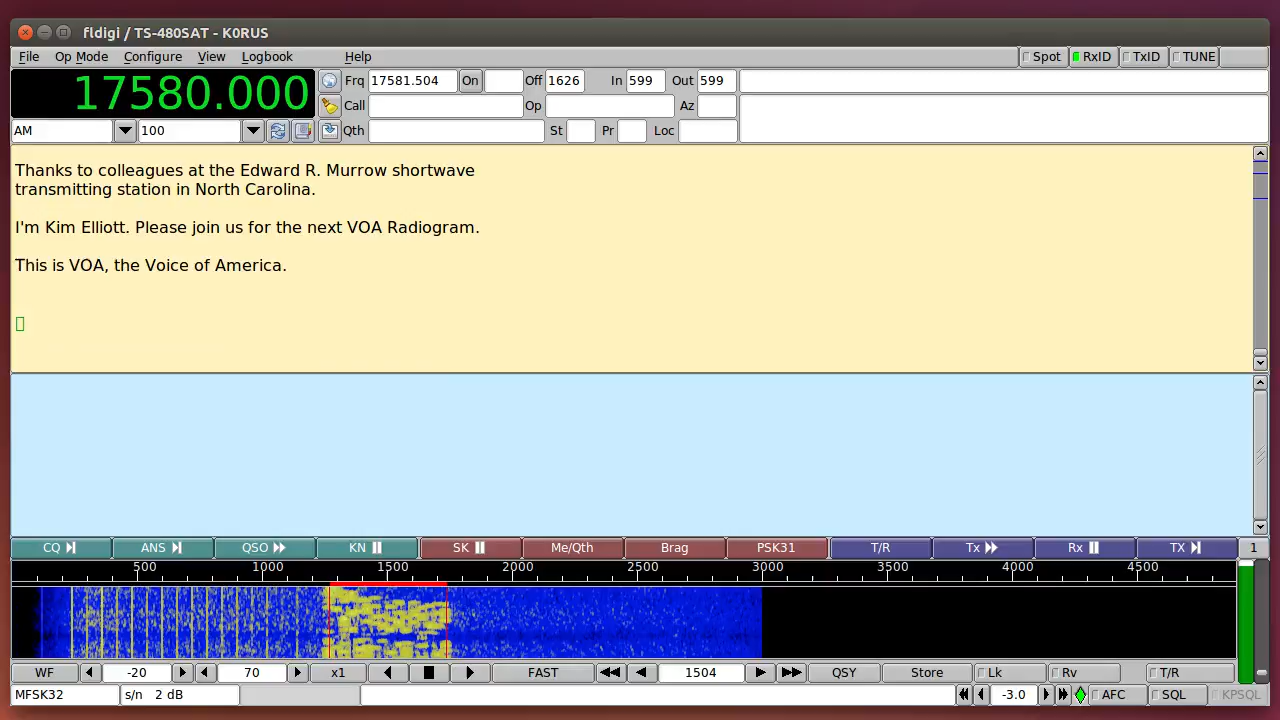 fldigi / TS-480SAT - K0RUS
File Op Mode Configure View Logbook Help Spot RxID TxID TUNE
17580.000 Frq 17581.504 On Off 1626 In 599 Out 599
Call Op Az
AM 100 Qth St Pr Loc
Thanks to colleagues at the Edward R. Murrow shortwave
transmitting station in North Carolina.
I'm Kim Elliott. Please join us for the next VOA Radiogram.
This is VOA, the Voice of America.
CQ ANS QSO KN SK Me/Qth Brag PSK31 T/R Tx Rx TX 1
500 1000 1500 2000 2500 3000 3500 4000 4500
WF -20 70 x1 FAST 1504 QSY Store Lk Rv T/R
MFSK32 s/n 2 dB -3.0 AFC SQL KPSQL